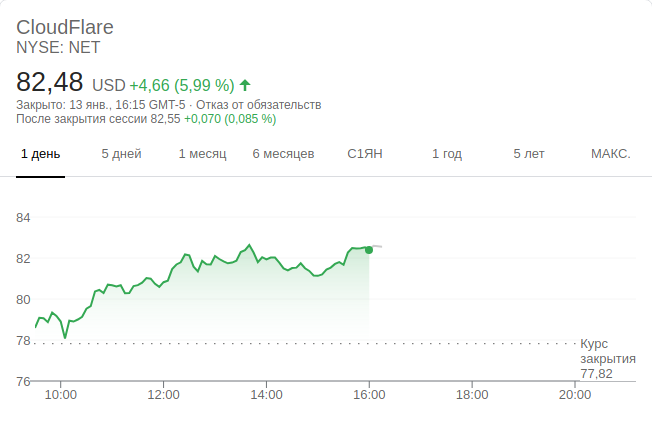 CloudFlare
NYSE: NET
82,48 USD +4,66 (5,99 %)
Закрыто: 13 янв., 16:15 GMT-5 · Отказ от обязательств
После закрытия сессии 82,55 +0,070 (0,085 %)
1 день 5 дней 1 месяц 6 месяцев С1ЯН 1 год 5 лет МАКС.
84
82
80
78
Курс
закрытия
77,82
76
10:00 12:00 14:00 16:00 18:00 20:00